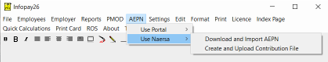 Infopay26
File Employees Employer Reports PMOD AEPN Settings Edit Format Print Licence Index Page
Quick Calculations Print Card ROS About
Use Portal
B U A Use Naersa Download and Import AEPN
Create and Upload Contribution File